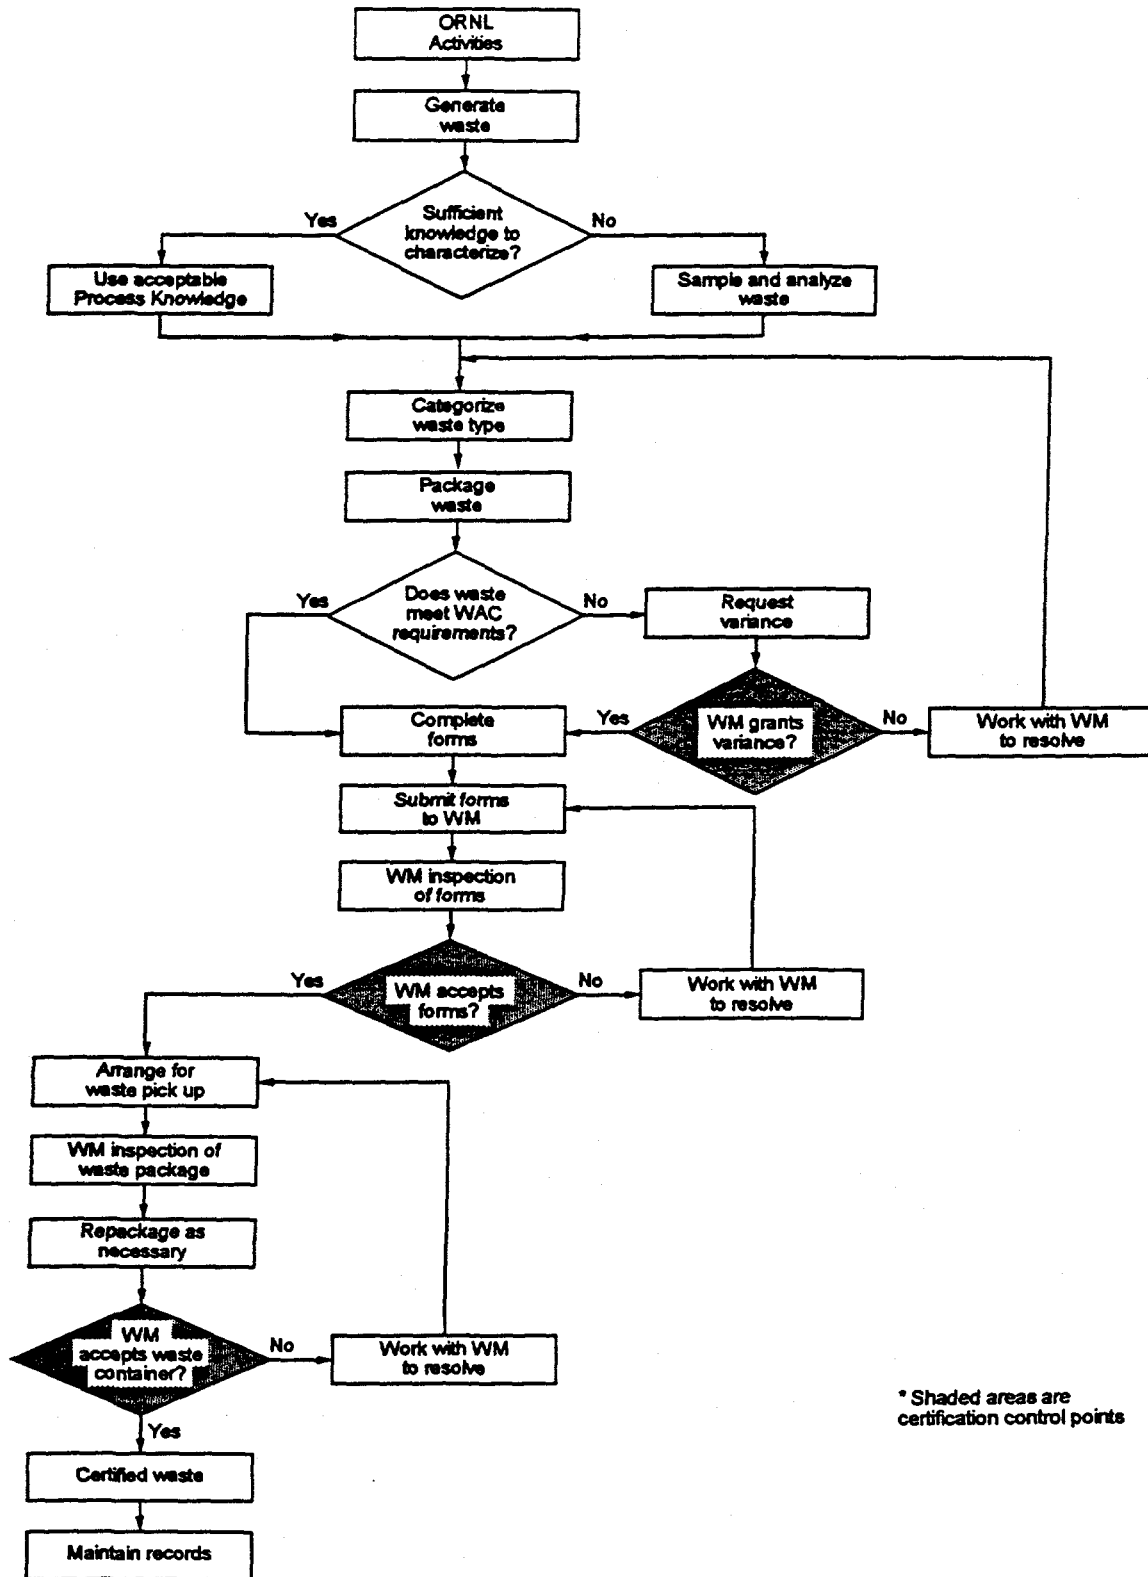 ORNL
Activities
Generate
waste
Yes
Sufficient
knowledge to
characterize?
No
Use acceptable
Process Knowledge
Sample and analyze
waste
Categorize
waste type
Package
waste
Yes
Does waste
meet WAC
requirements?
No
Request
variance
Complete
forms
Yes
WM grants
variance?
No
Work with WM
to resolve
Submit forms
to WM
WM inspection
of forms
Yes
WM accepts
forms?
No
Work with WM
to resolve
Arrange for
waste pick up
WM inspection of
waste package
Repackage as
necessary
WM
accepts waste
container?
No
Work with WM
to resolve
Yes
* Shaded areas are
certification control points
Certified waste
Maintain records